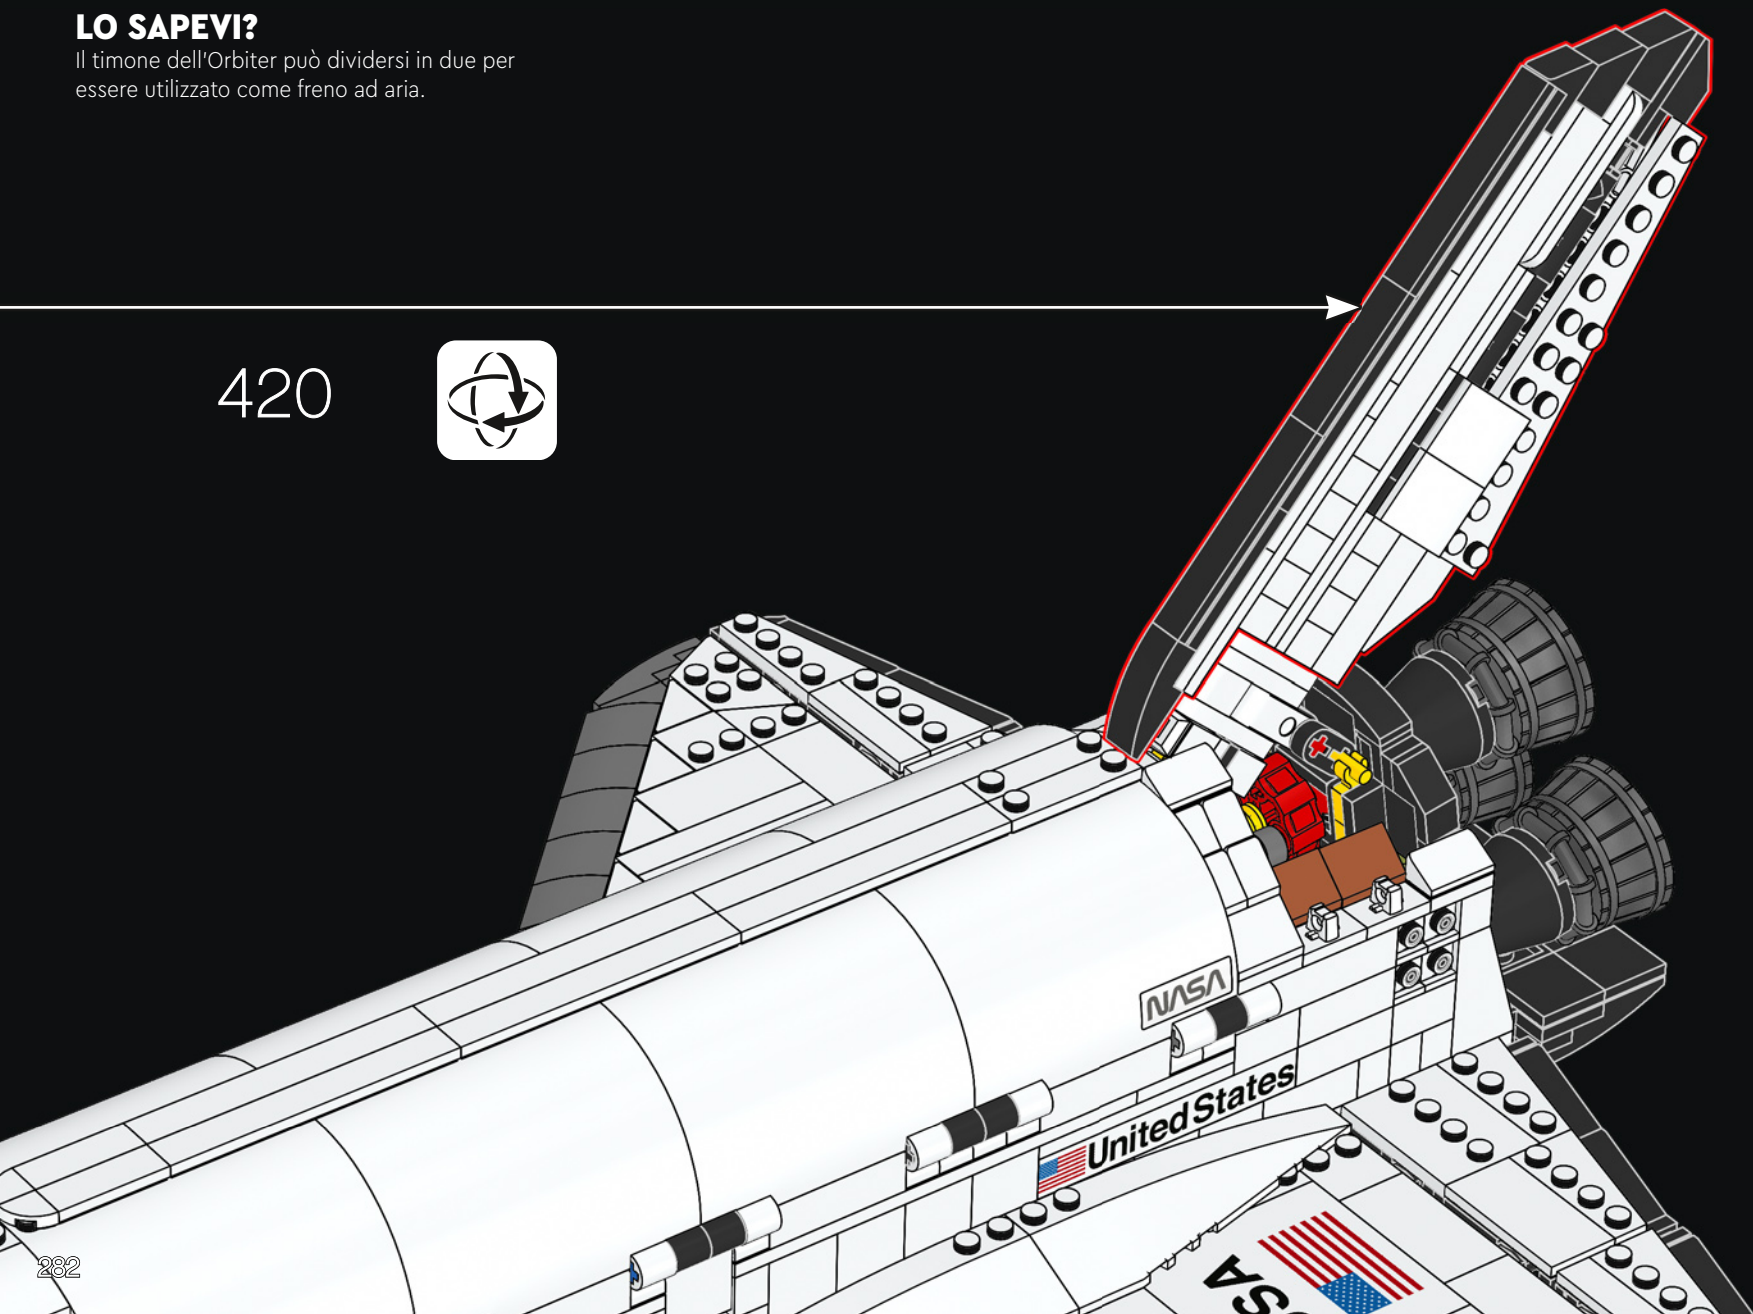 LO SAPEVI?
Il timone dell'Orbiter può dividersi in due per
essere utilizzato come freno ad aria.
420
NASA
United States
USA
282